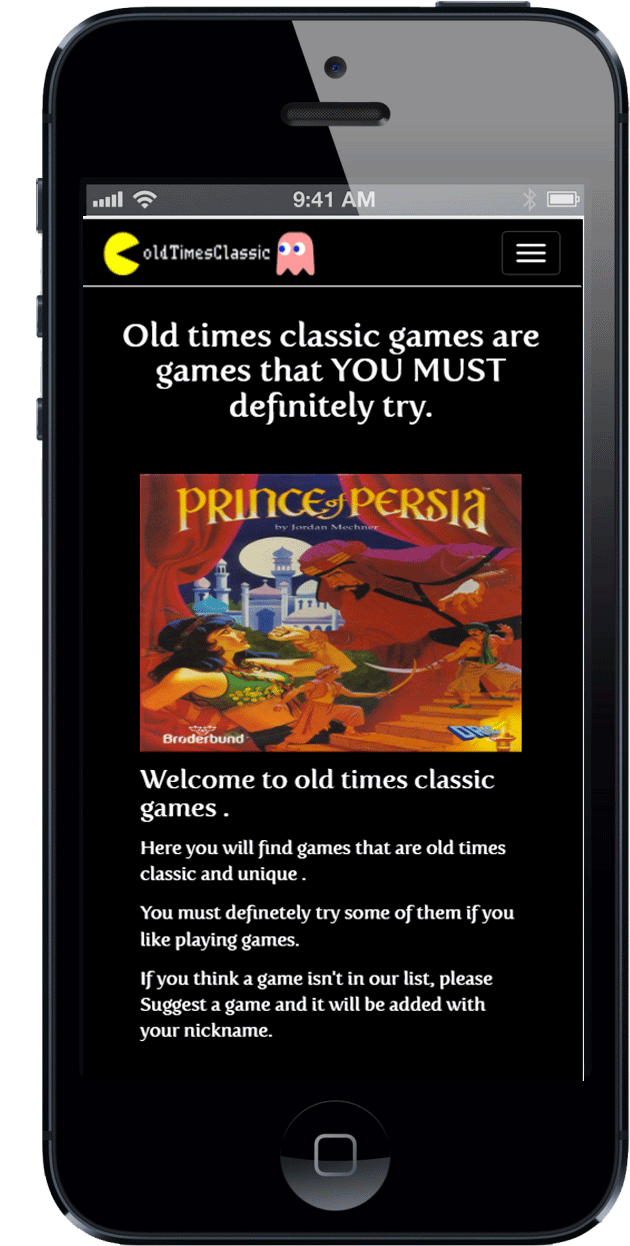 9:41 AM
oldTimesClassic
Old times classic games are
games that YOU MUST
definitely try.
PRINCE of PERSIA™
by Jordan Mechner
Brøderbund
Welcome to old times classic
games .
Here you will find games that are old times
classic and unique .
You must definetely try some of them if you
like playing games.
If you think a game isn't in our list, please
Suggest a game and it will be added with
your nickname.